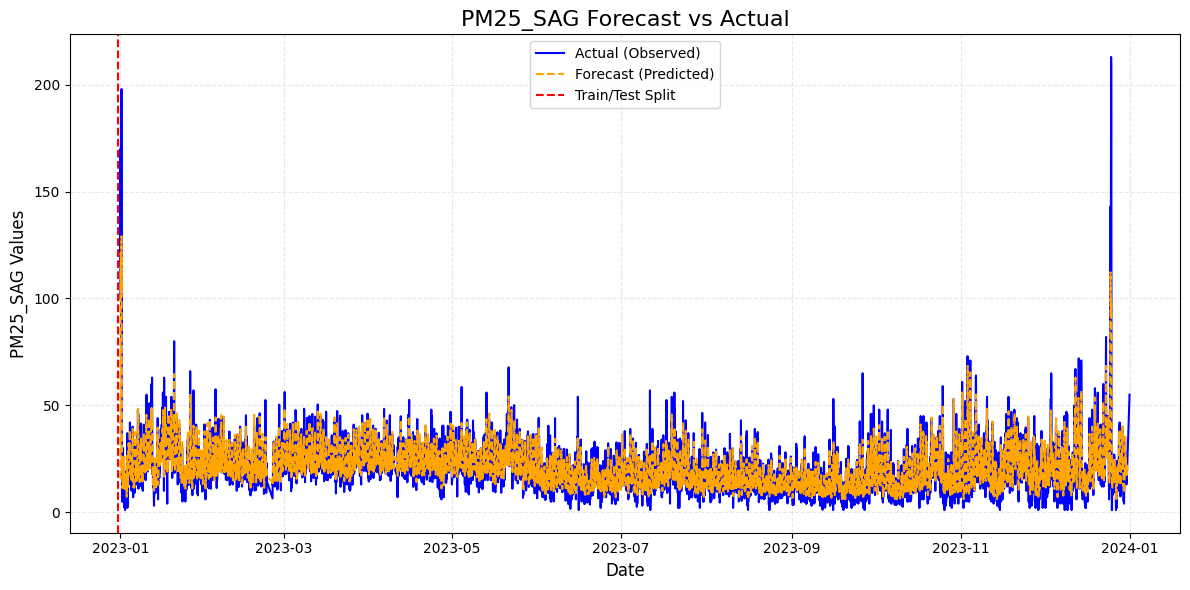 PM25_SAG Forecast vs Actual
Actual (Observed)
Forecast (Predicted)
Train/Test Split
PM25_SAG Values
200
150
100
50
0
2023-01
2023-03
2023-05
2023-07
2023-09
2023-11
2024-01
Date